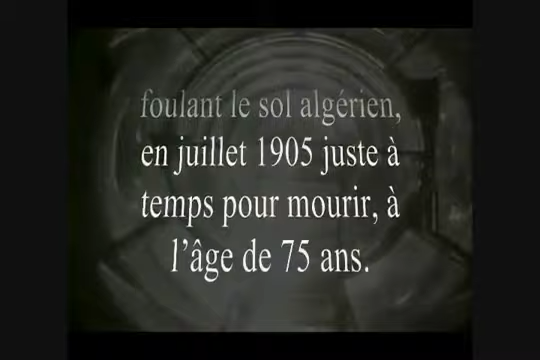 foulant le sol algérien,
en juillet 1905 juste à
temps pour mourir, à
l'âge de 75 ans.